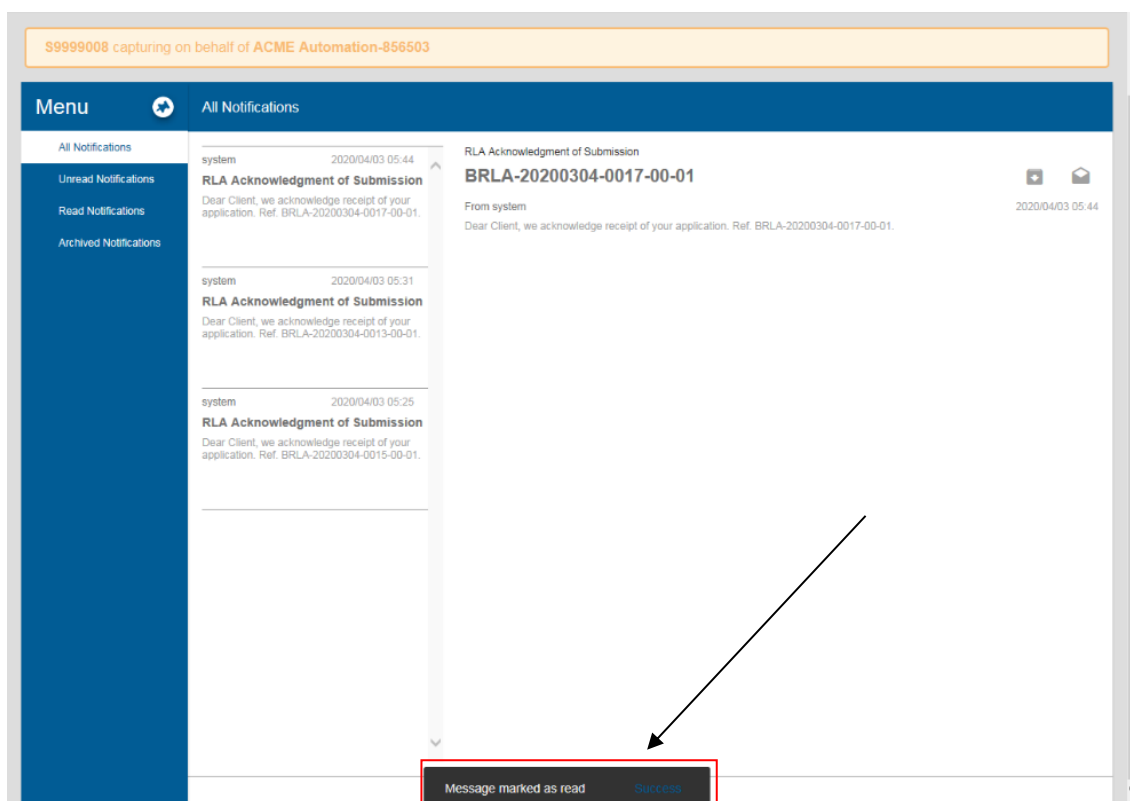 S9999008 capturing on behalf of ACME Automation-856503
Menu
All Notifications
Unread Notifications
Read Notifications
Archived Notifications
All Notifications
system 2020/04/03 05:44
RLA Acknowledgment of Submission
Dear Client, we acknowledge receipt of your
application. Ref. BRLA-20200304-0017-00-01.
system 2020/04/03 05:31
RLA Acknowledgment of Submission
Dear Client, we acknowledge receipt of your
application. Ref. BRLA-20200304-0013-00-01.
system 2020/04/03 05:25
RLA Acknowledgment of Submission
Dear Client, we acknowledge receipt of your
application. Ref. BRLA-20200304-0015-00-01.
RLA Acknowledgment of Submission
BRLA-20200304-0017-00-01
From system 2020/04/03 05:44
Dear Client, we acknowledge receipt of your application. Ref. BRLA-20200304-0017-00-01.
Message marked as read Success